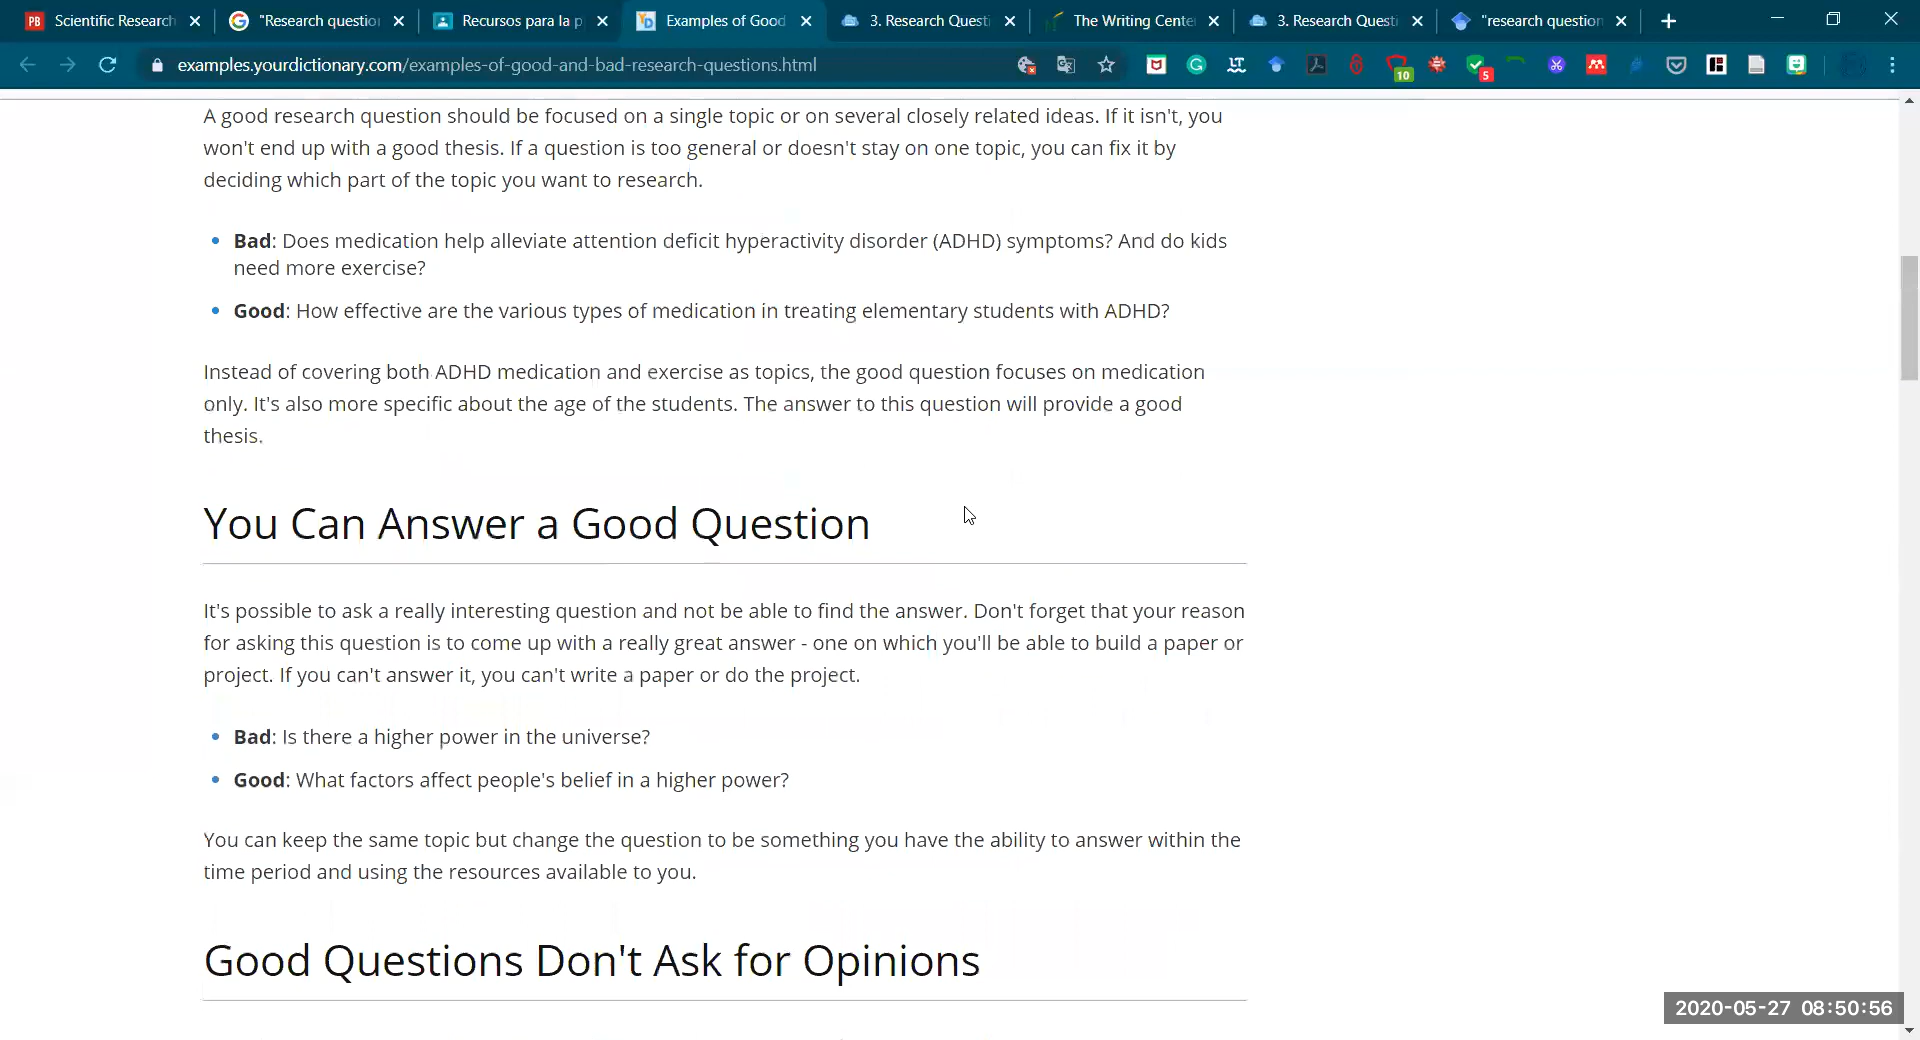 Scientific Research
"Research questio
Recursos para la p
Examples of Good
3. Research Questi
The Writing Cente
3. Research Questi
"research question
examples.yourdictionary.com/examples-of-good-and-bad-research-questions.html
10
5
A good research question should be focused on a single topic or on several closely related ideas. If it isn't, you
won't end up with a good thesis. If a question is too general or doesn't stay on one topic, you can fix it by
deciding which part of the topic you want to research.
• Bad: Does medication help alleviate attention deficit hyperactivity disorder (ADHD) symptoms? And do kids
need more exercise?
• Good: How effective are the various types of medication in treating elementary students with ADHD?
Instead of covering both ADHD medication and exercise as topics, the good question focuses on medication
only. It's also more specific about the age of the students. The answer to this question will provide a good
thesis.
You Can Answer a Good Question
It's possible to ask a really interesting question and not be able to find the answer. Don't forget that your reason
for asking this question is to come up with a really great answer - one on which you'll be able to build a paper or
project. If you can't answer it, you can't write a paper or do the project.
• Bad: Is there a higher power in the universe?
• Good: What factors affect people's belief in a higher power?
You can keep the same topic but change the question to be something you have the ability to answer within the
time period and using the resources available to you.
Good Questions Don't Ask for Opinions
2020-05-27 08:50:56